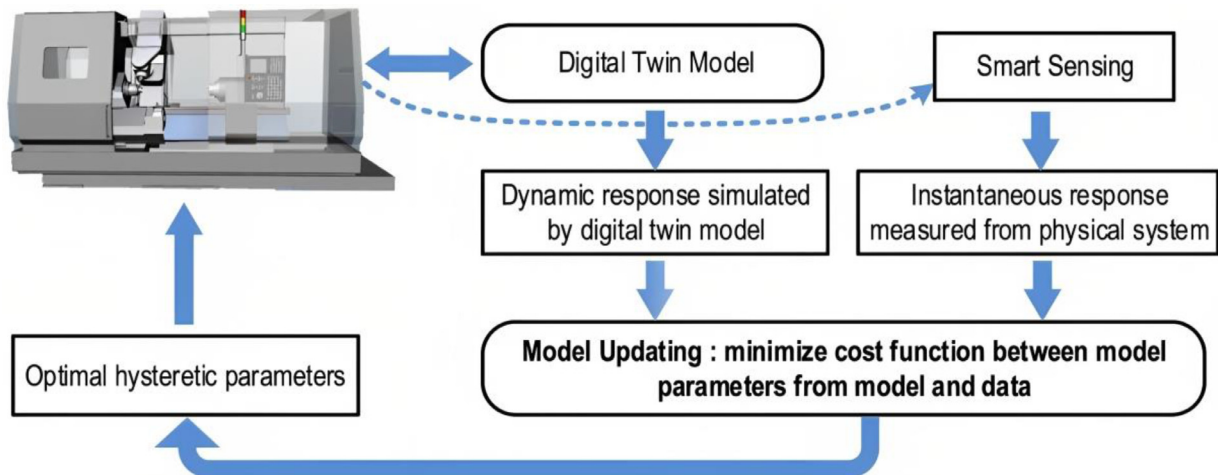 Digital Twin Model
Smart Sensing
Dynamic response simulated
by digital twin model
Instantaneous response
measured from physical system
Model Updating : minimize cost function between model
parameters from model and data
Optimal hysteretic parameters